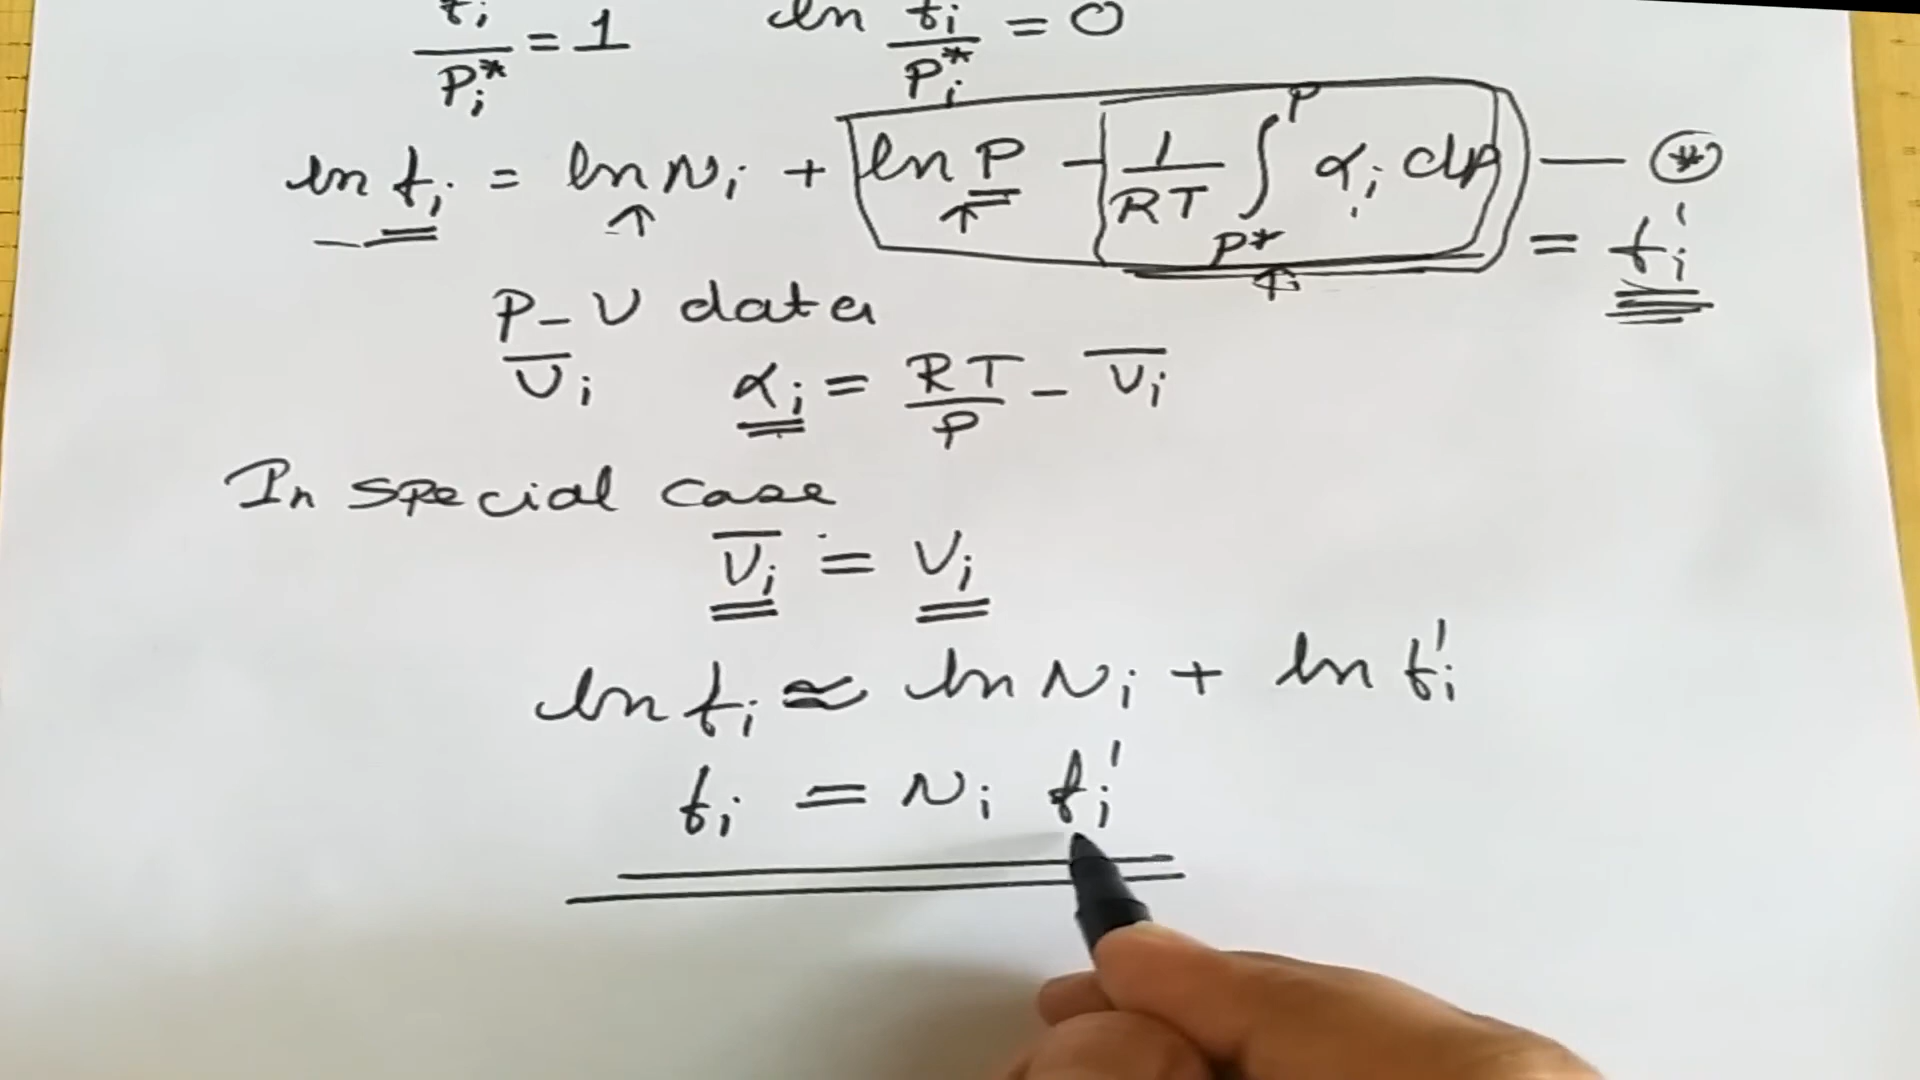 fᵢ/Pᵢ* = 1    ln fᵢ/Pᵢ* = 0
ln fᵢ = ln Nᵢ + ln P - 1/RT ∫_{P*}^{P} αᵢ dp — ⊛
↑ ↑ ↑ = fᵢ'
P-V data
V̄ᵢ    αᵢ = RT/P - V̄ᵢ
In special case
V̄ᵢ = Vᵢ
ln fᵢ ≈ ln Nᵢ + ln fᵢ'
fᵢ = Nᵢ fᵢ'